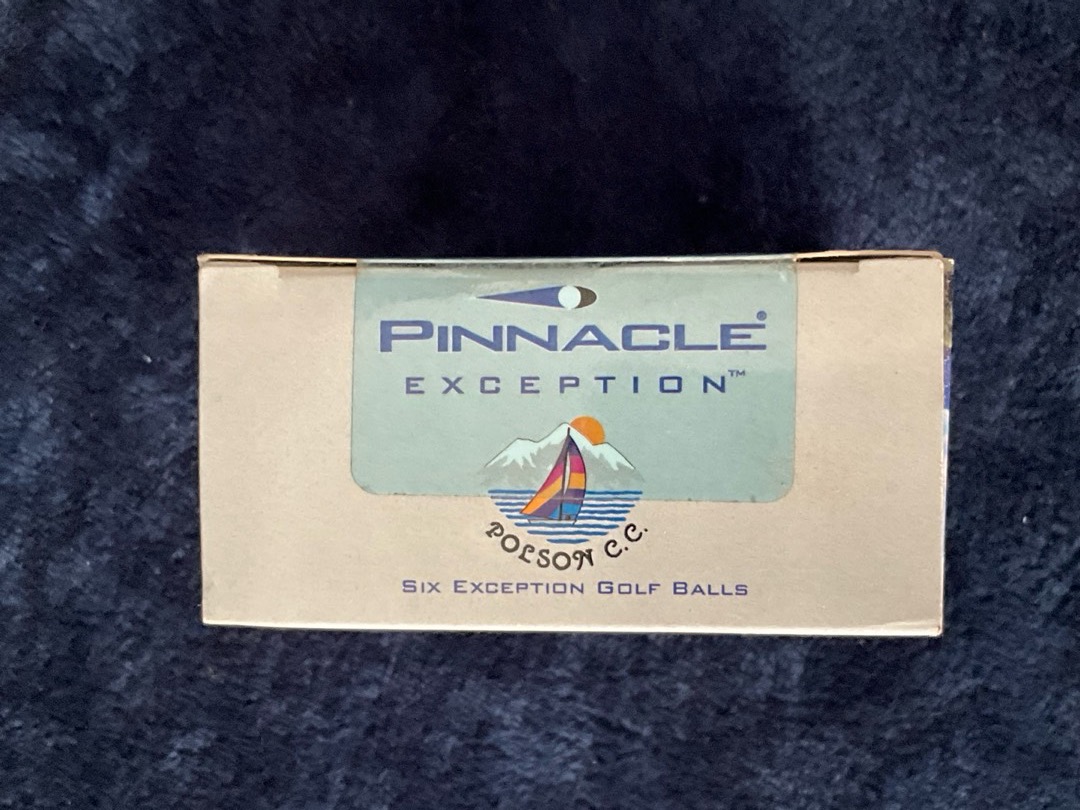 PINNACLE®
EXCEPTION™
POLSON C.C.
SIX EXCEPTION GOLF BALLS